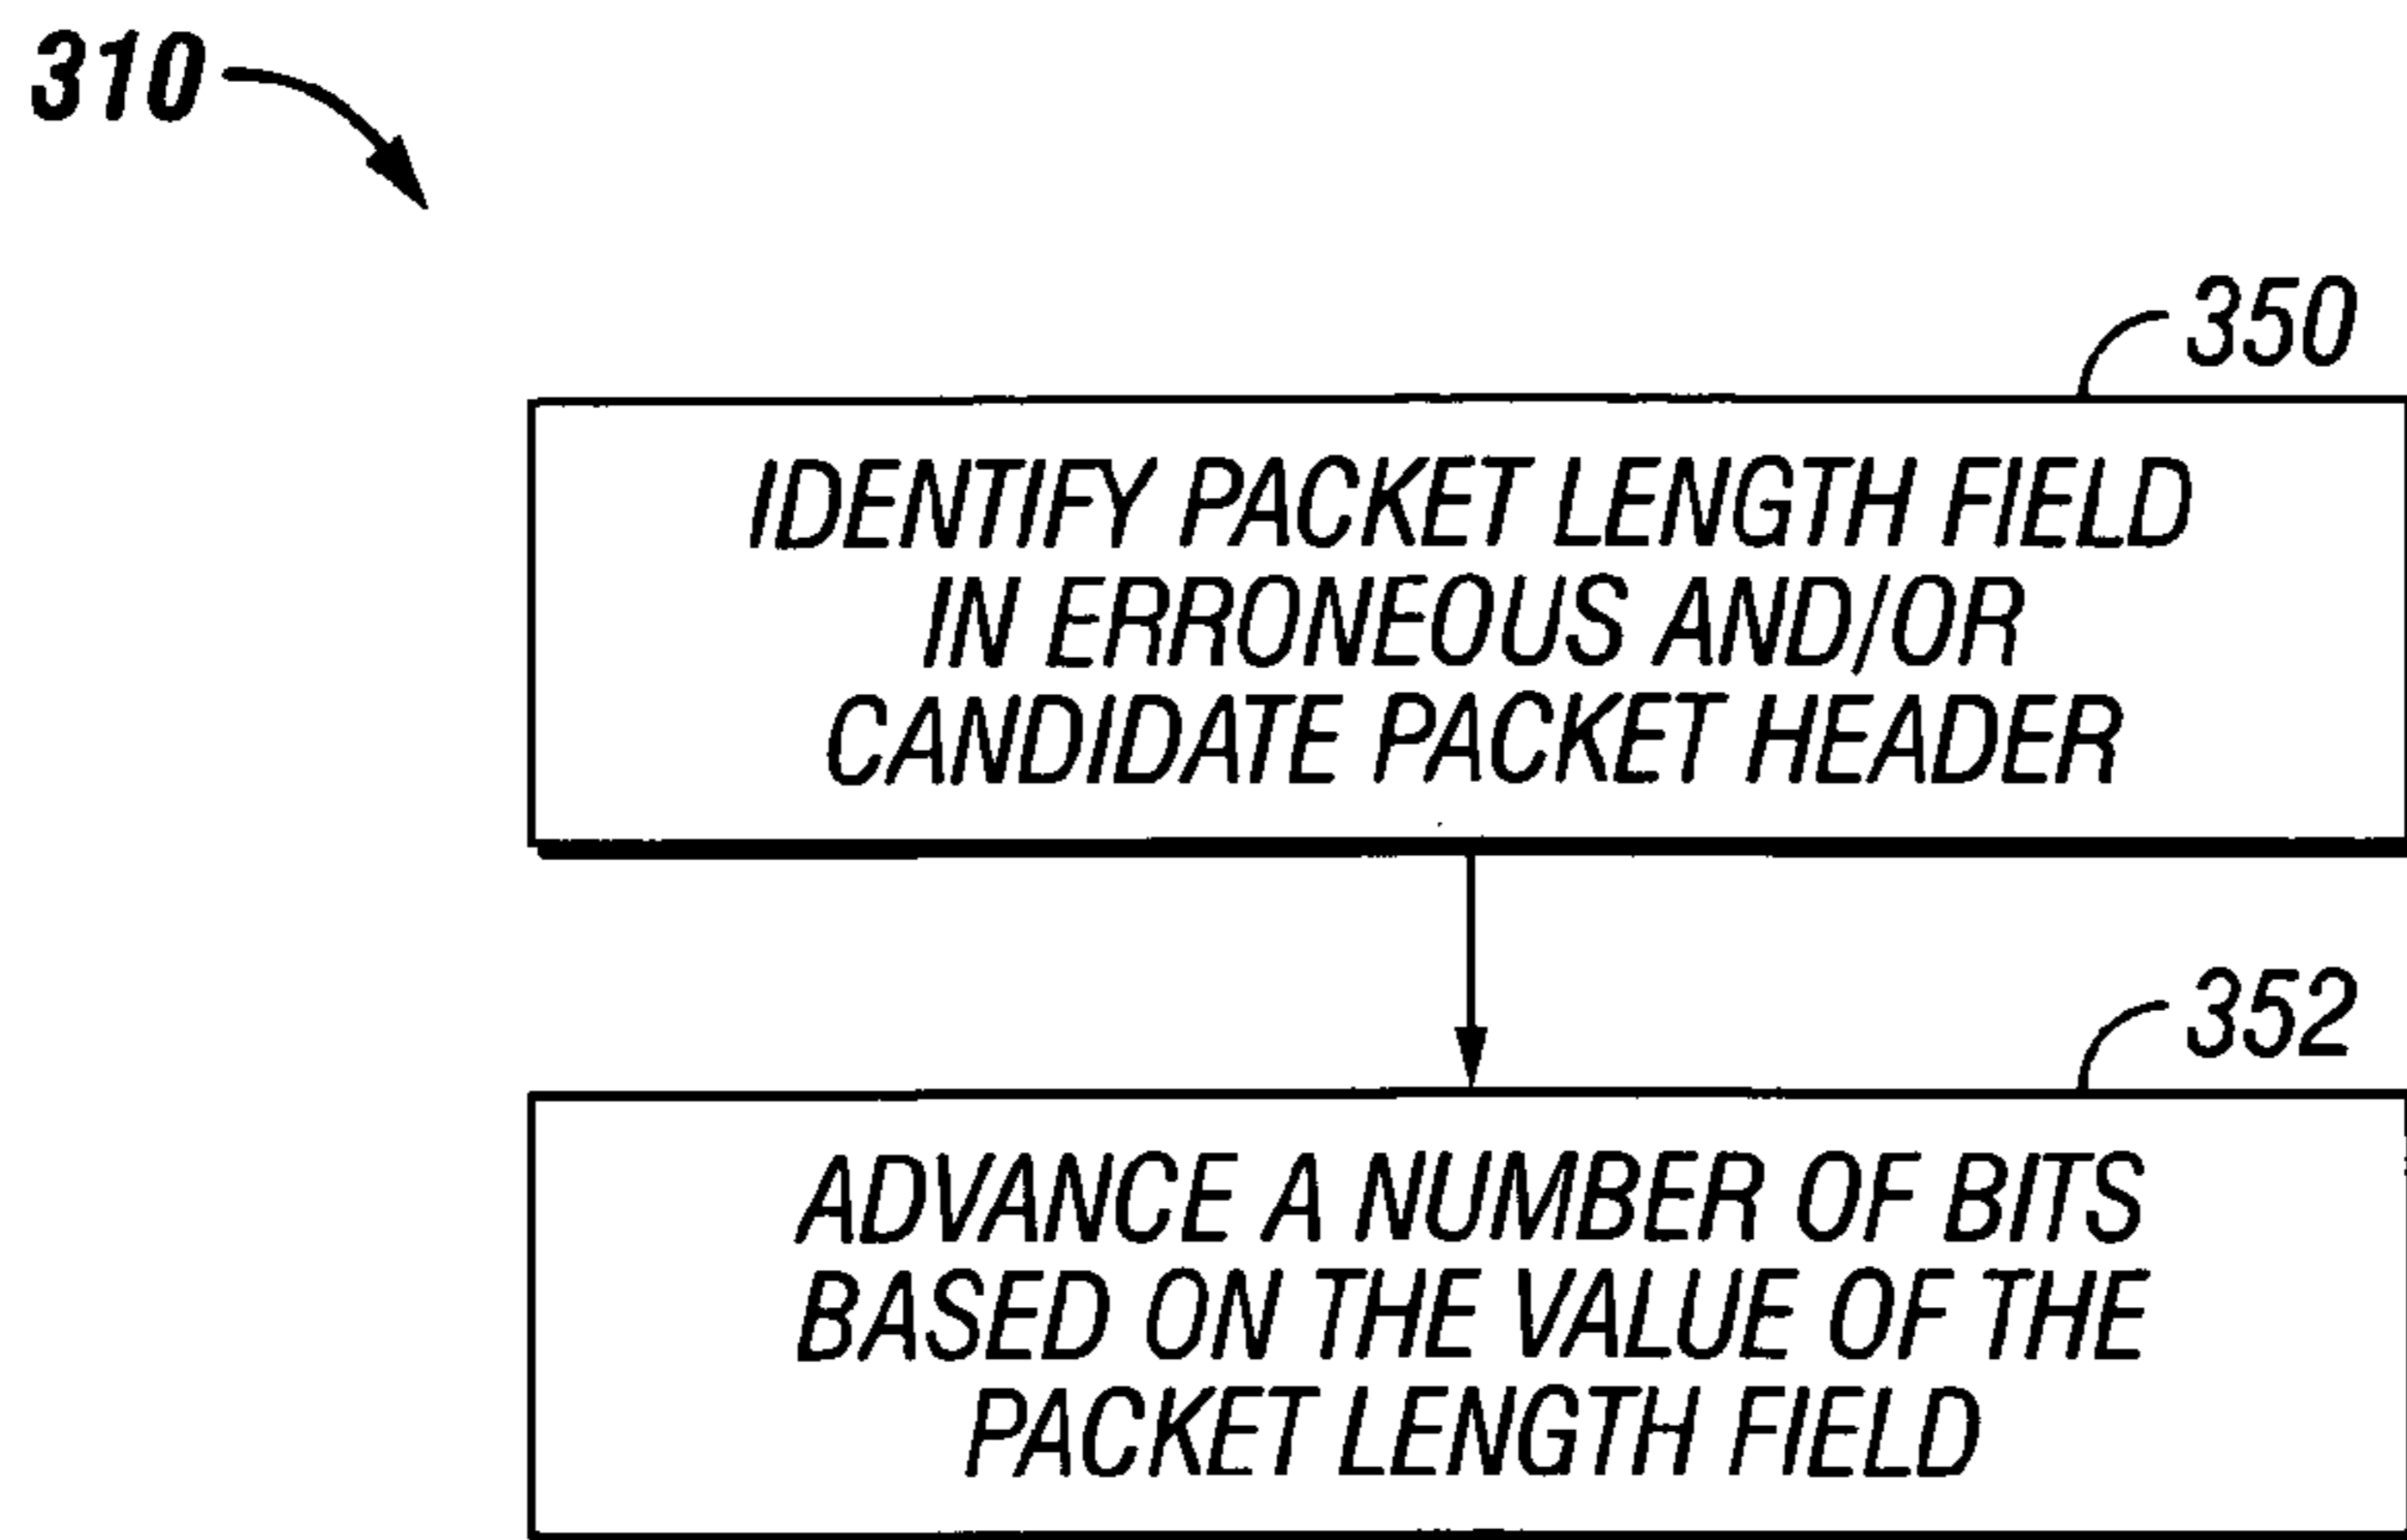 310
350
IDENTIFY PACKET LENGTH FIELD
IN ERRONEOUS AND/OR
CANDIDATE PACKET HEADER
352
ADVANCE A NUMBER OF BITS
BASED ON THE VALUE OF THE
PACKET LENGTH FIELD